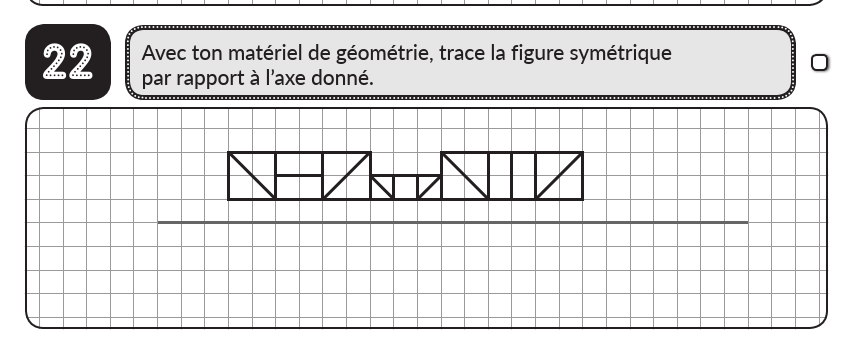 22
Avec ton matériel de géométrie, trace la figure symétrique
par rapport à l’axe donné.